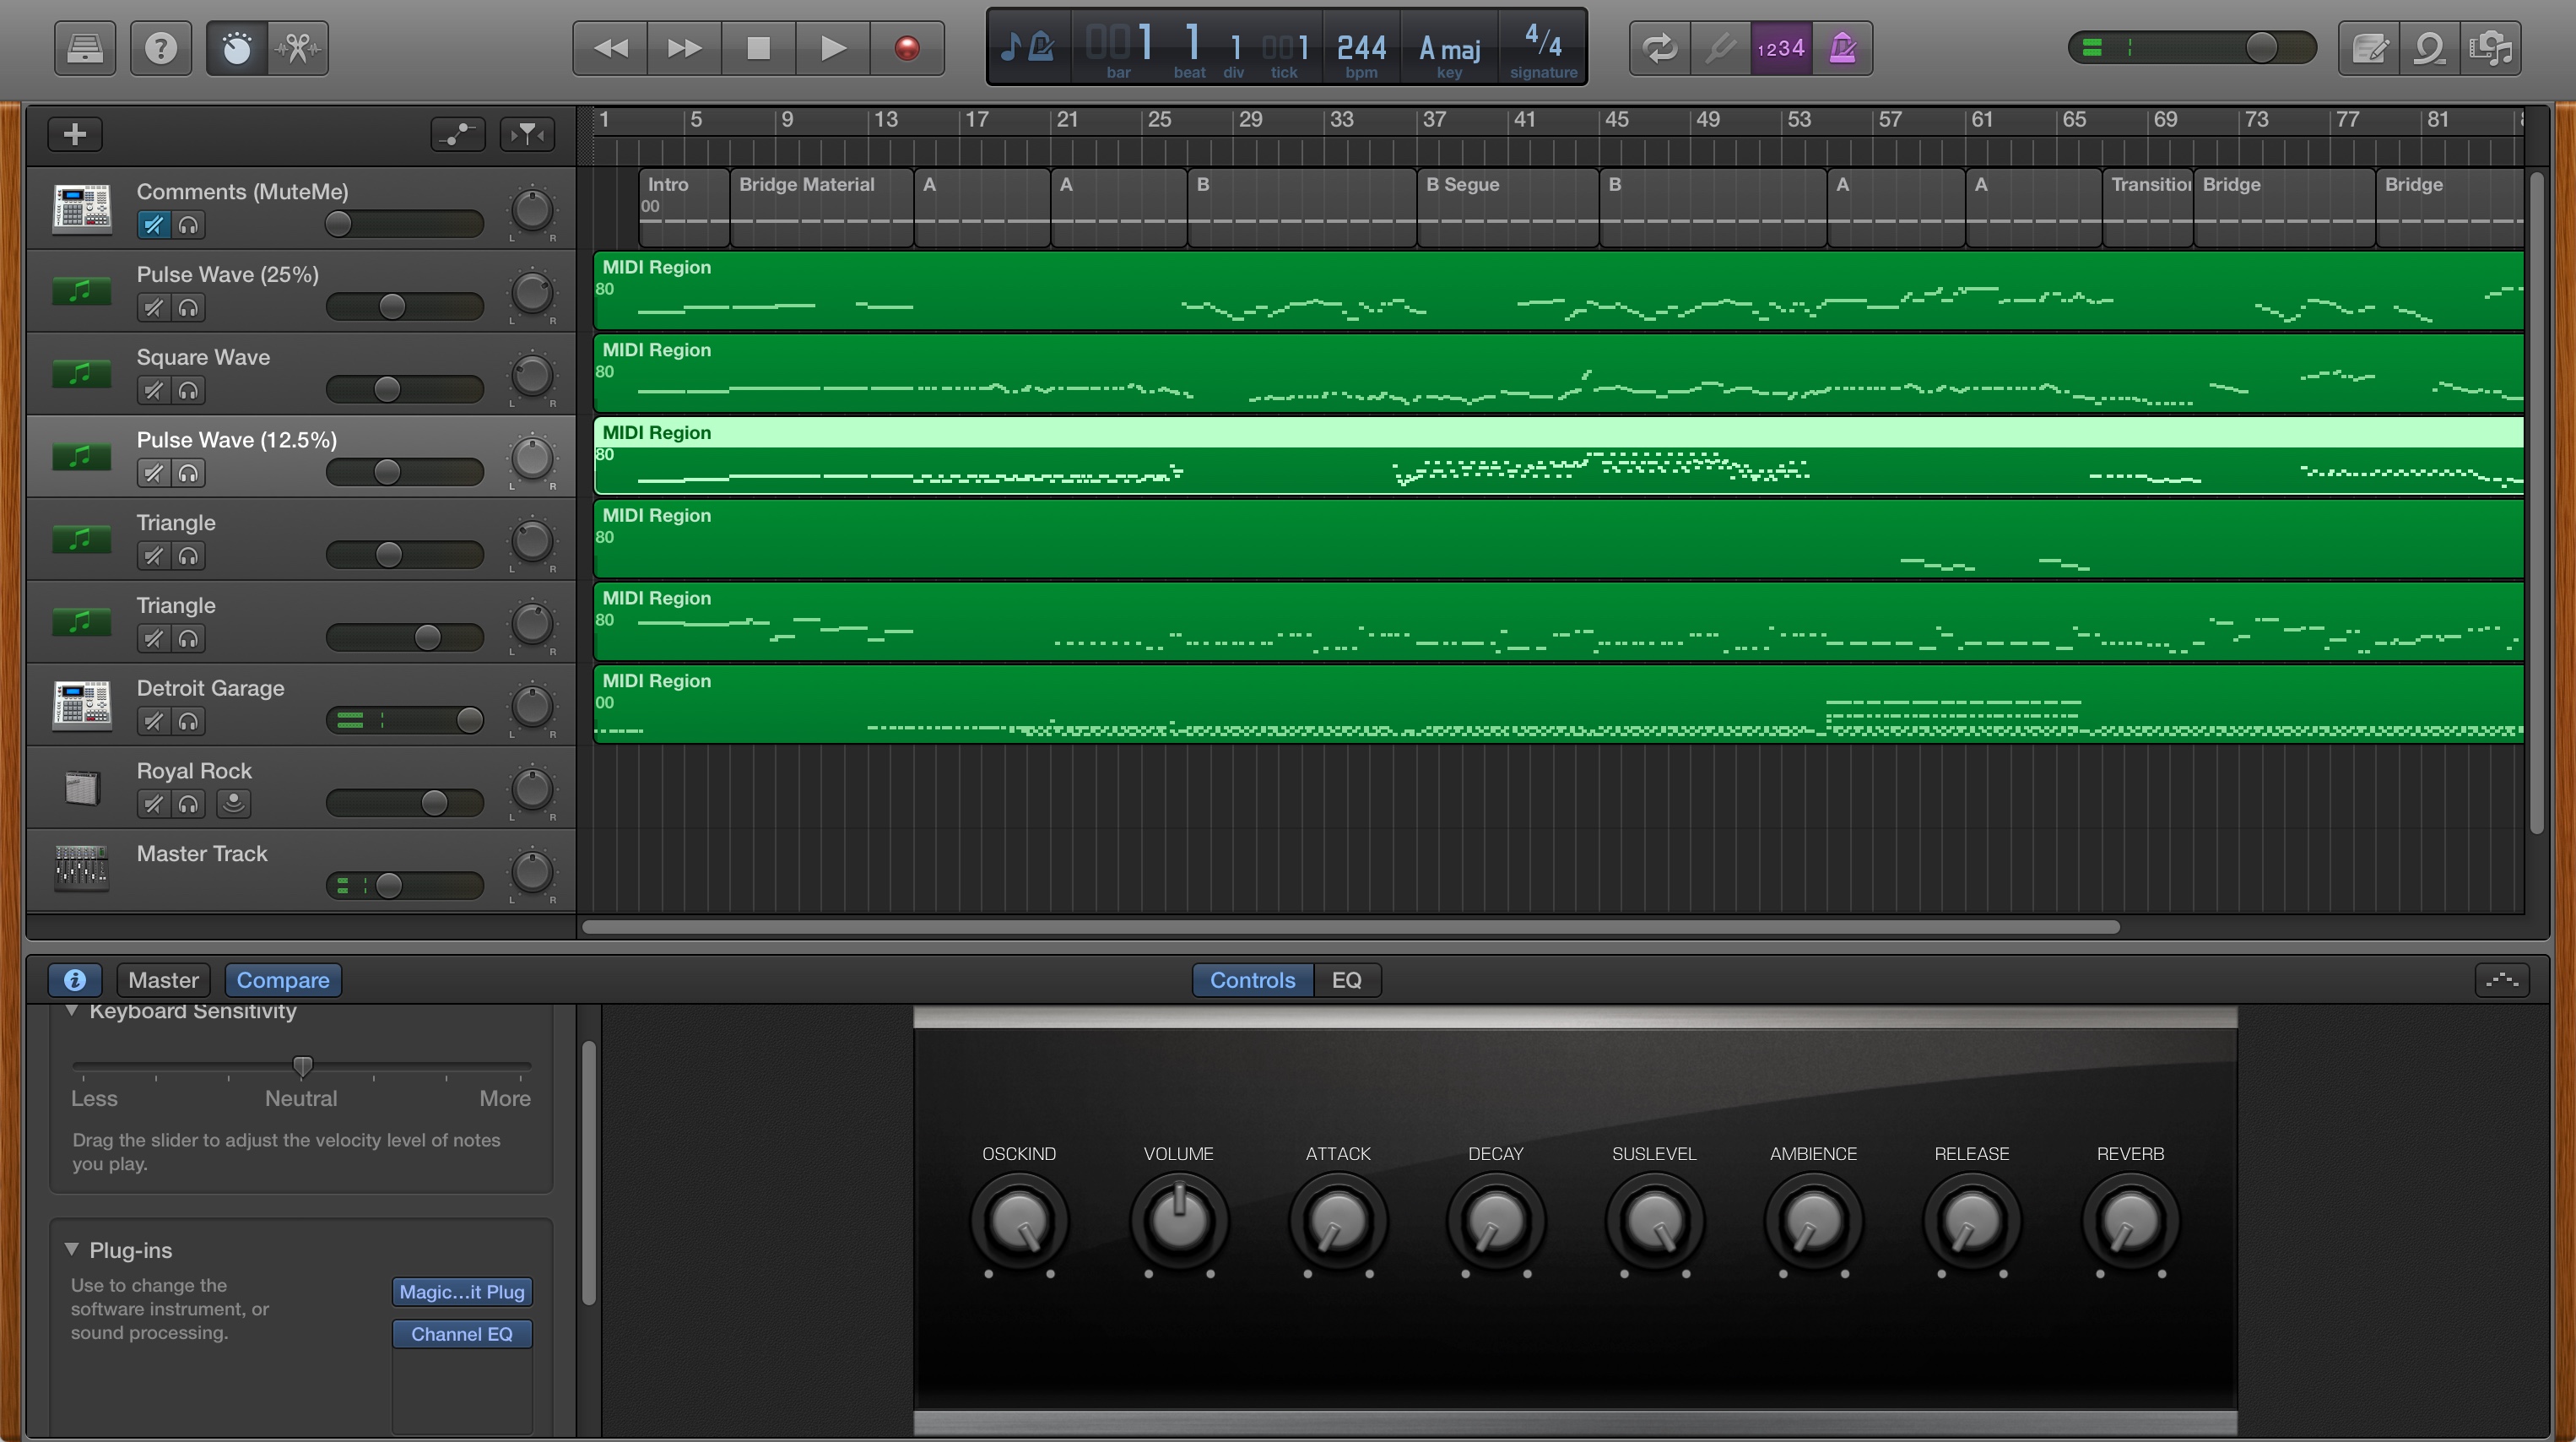 001 1 1 001 244 A maj 4/4
bar beat div tick bpm key signature
1234
1 5 9 13 17 21 25 29 33 37 41 45 49 53 57 61 65 69 73 77 81
Comments (MuteMe)
L R
Intro
00
Bridge Material
A
A
B
B Segue
B
A
A
Transition
Bridge
Bridge
Pulse Wave (25%)
L R
MIDI Region
80
Square Wave
L R
MIDI Region
80
Pulse Wave (12.5%)
L R
MIDI Region
80
Triangle
L R
MIDI Region
80
Triangle
L R
MIDI Region
80
Detroit Garage
L R
MIDI Region
00
Royal Rock
L R
Master Track
L R
Master Compare
Controls EQ
Keyboard Sensitivity
Less Neutral More
Drag the slider to adjust the velocity level of notes
you play.
Plug-ins
Use to change the
software instrument, or
sound processing.
Magic...it Plug
Channel EQ
OSCKIND VOLUME ATTACK DECAY SUSLEVEL AMBIENCE RELEASE REVERB